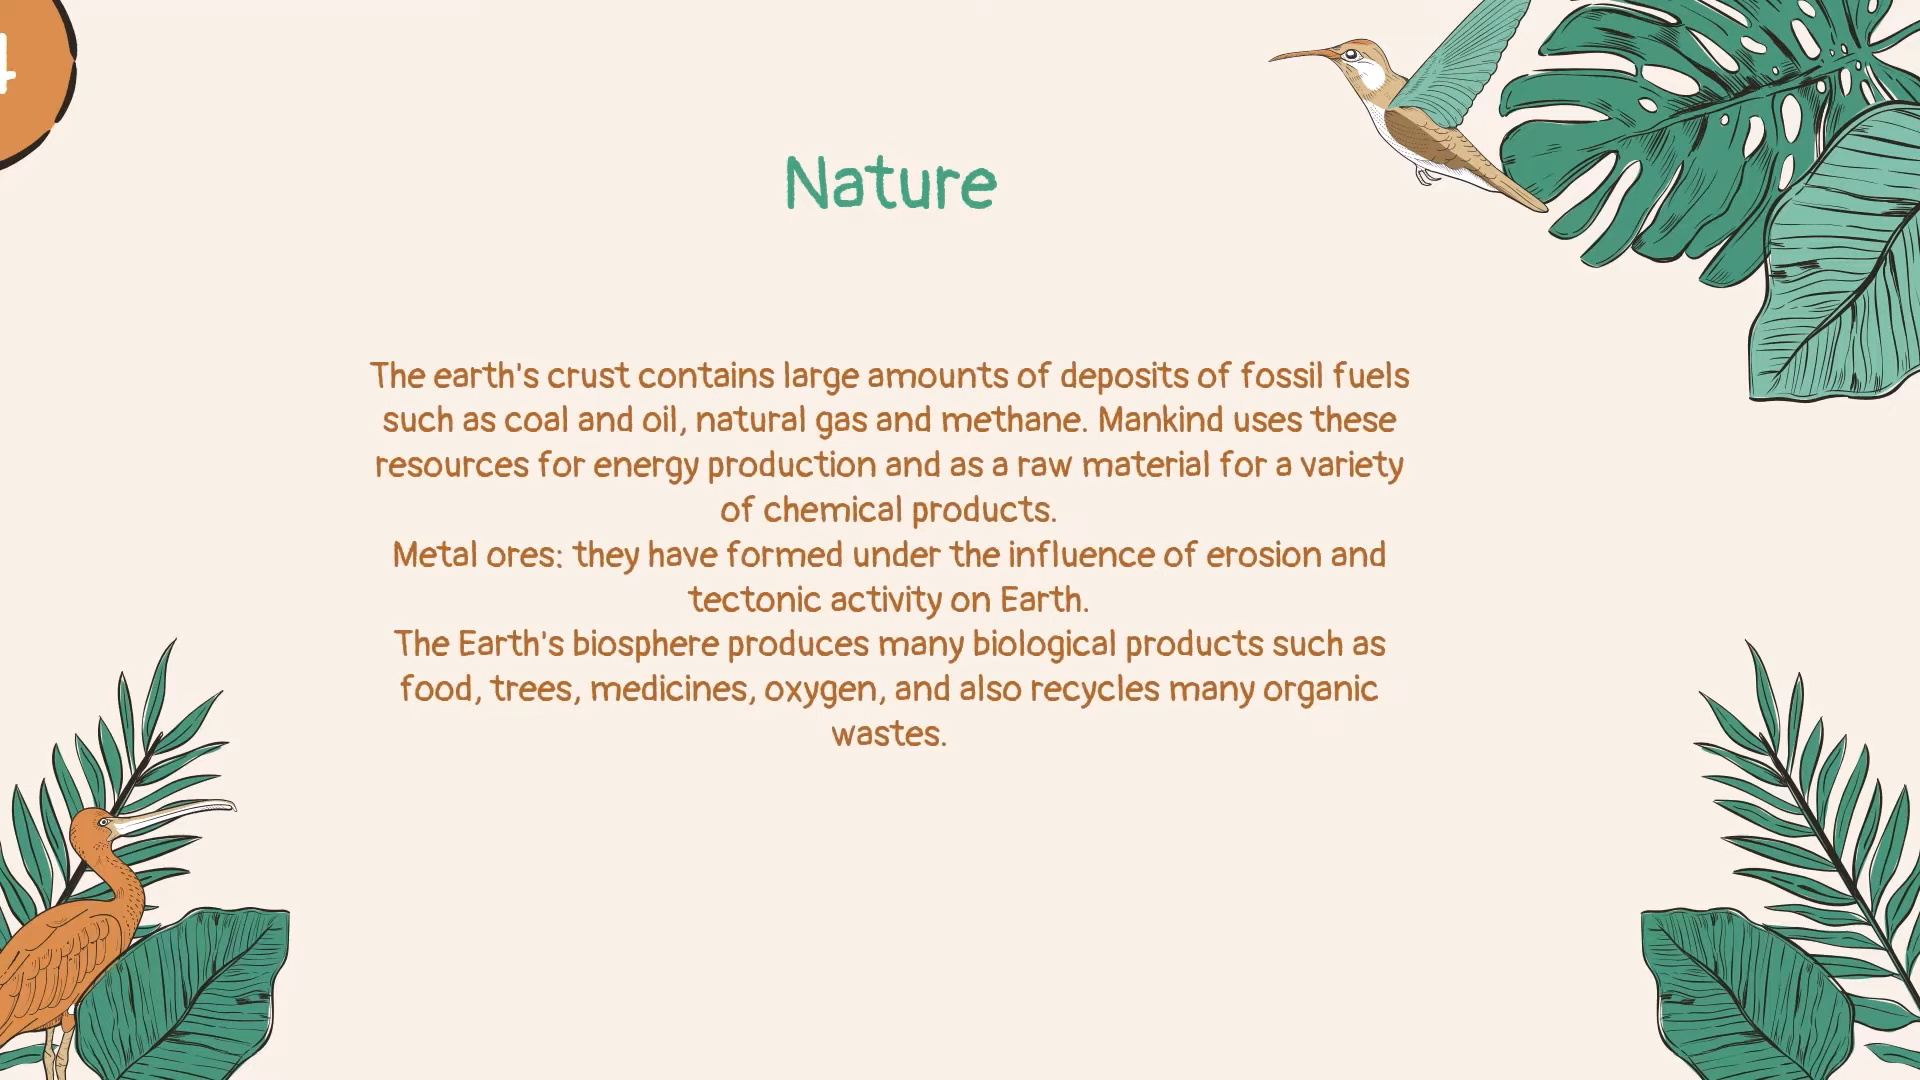 4
Nature
The earth's crust contains large amounts of deposits of fossil fuels
such as coal and oil, natural gas and methane. Mankind uses these
resources for energy production and as a raw material for a variety
of chemical products.
Metal ores: they have formed under the influence of erosion and
tectonic activity on Earth.
The Earth's biosphere produces many biological products such as
food, trees, medicines, oxygen, and also recycles many organic
wastes.